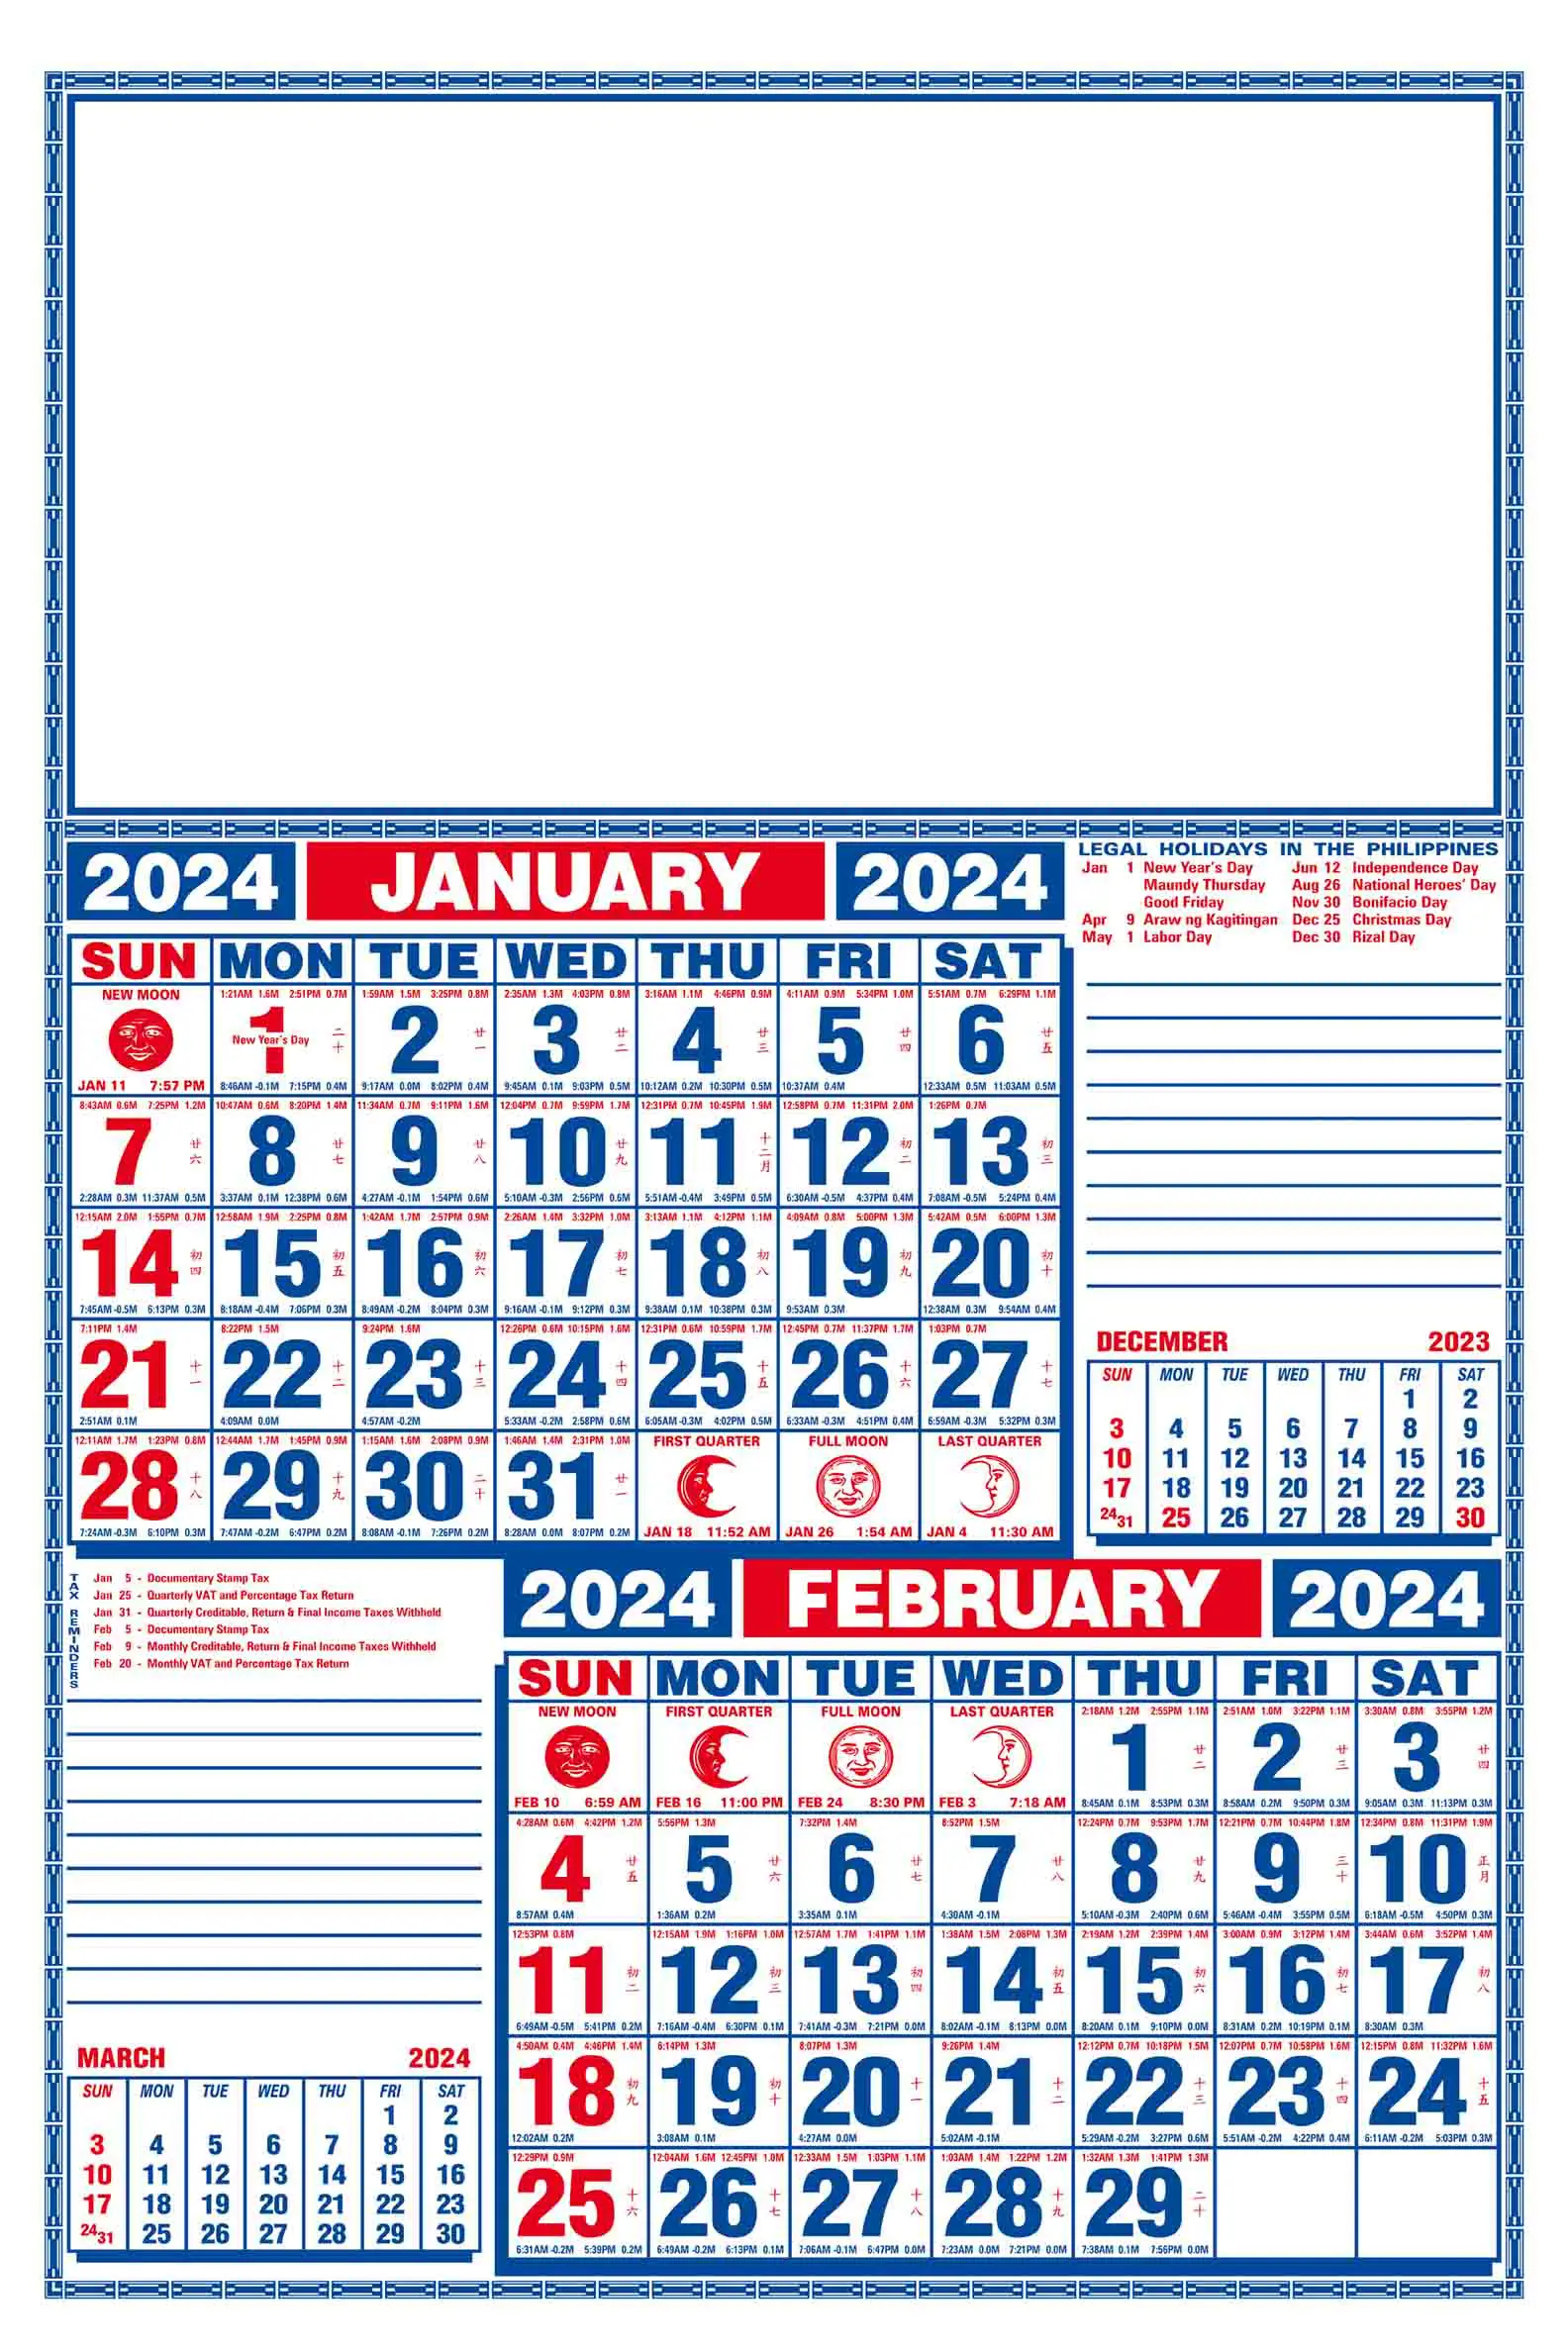 2024 JANUARY 2024
LEGAL HOLIDAYS IN THE PHILIPPINES
Jan 1 New Year's Day Jun 12 Independence Day
Maundy Thursday Aug 26 National Heroes' Day
Good Friday Nov 30 Bonifacio Day
Apr 9 Araw ng Kagitingan Dec 25 Christmas Day
May 1 Labor Day Dec 30 Rizal Day
SUN MON TUE WED THU FRI SAT
NEW MOON 1:21AM 1.6M 2:51PM 0.7M 1:59AM 1.5M 3:25PM 0.8M 2:35AM 1.3M 4:03PM 0.8M 3:16AM 1.1M 4:46PM 0.9M 4:11AM 0.9M 5:34PM 1.0M 5:51AM 0.7M 6:29PM 1.1M
1 New Year's Day 二十 2 廿一 3 廿二 4 廿三 5 廿四 6 廿五
JAN 11 7:57 PM 8:46AM -0.1M 7:15PM 0.4M 9:17AM 0.0M 8:02PM 0.4M 9:45AM 0.1M 9:03PM 0.5M 10:12AM 0.2M 10:30PM 0.5M 10:37AM 0.4M 12:33AM 0.5M 11:03AM 0.5M
8:43AM 0.6M 7:25PM 1.2M 10:47AM 0.6M 8:20PM 1.4M 11:34AM 0.7M 9:11PM 1.6M 12:04PM 0.7M 9:59PM 1.7M 12:31PM 0.7M 10:45PM 1.9M 12:58PM 0.7M 11:31PM 2.0M 1:26PM 0.7M
7 廿六 8 廿七 9 廿八 10 廿九 11 十二月 12 初二 13 初三
2:28AM 0.3M 11:37AM 0.5M 3:37AM 0.1M 12:38PM 0.6M 4:27AM -0.1M 1:54PM 0.6M 5:10AM -0.3M 2:56PM 0.6M 5:51AM -0.4M 3:49PM 0.5M 6:30AM -0.5M 4:37PM 0.4M 7:08AM -0.5M 5:24PM 0.4M
12:15AM 2.0M 1:55PM 0.7M 12:58AM 1.9M 2:25PM 0.8M 1:42AM 1.7M 2:57PM 0.9M 2:26AM 1.4M 3:32PM 1.0M 3:13AM 1.1M 4:12PM 1.1M 4:09AM 0.8M 5:00PM 1.3M 5:42AM 0.5M 6:00PM 1.3M
14 初四 15 初五 16 初六 17 初七 18 初八 19 初九 20 初十
7:45AM -0.5M 6:13PM 0.3M 8:18AM -0.4M 7:06PM 0.3M 8:49AM -0.2M 8:04PM 0.3M 9:16AM -0.1M 9:12PM 0.3M 9:38AM 0.1M 10:38PM 0.3M 9:53AM 0.3M 12:38AM 0.3M 9:54AM 0.4M
7:11PM 1.4M 8:22PM 1.5M 9:24PM 1.6M 12:26PM 0.6M 10:15PM 1.6M 12:31PM 0.6M 10:59PM 1.7M 12:45PM 0.7M 11:37PM 1.7M 1:03PM 0.7M
21 十一 22 十二 23 十三 24 十四 25 十五 26 十六 27 十七
2:51AM 0.1M 4:09AM 0.0M 4:57AM -0.2M 5:33AM -0.2M 2:58PM 0.6M 6:05AM -0.3M 4:02PM 0.5M 6:33AM -0.3M 4:51PM 0.4M 6:59AM -0.3M 5:32PM 0.3M
12:11AM 1.7M 1:23PM 0.8M 12:44AM 1.7M 1:45PM 0.9M 1:15AM 1.6M 2:08PM 0.9M 1:46AM 1.4M 2:31PM 1.0M FIRST QUARTER FULL MOON LAST QUARTER
28 十八 29 十九 30 二十 31 廿一
7:24AM -0.3M 6:10PM 0.3M 7:47AM -0.2M 6:47PM 0.2M 8:08AM -0.1M 7:26PM 0.2M 8:28AM 0.0M 8:07PM 0.2M JAN 18 11:52 AM JAN 26 1:54 AM JAN 4 11:30 AM
DECEMBER 2023
SUN MON TUE WED THU FRI SAT
1 2
3 4 5 6 7 8 9
10 11 12 13 14 15 16
17 18 19 20 21 22 23
24 31 25 26 27 28 29 30
TAX REMINDERS
Jan 5 - Documentary Stamp Tax
Jan 25 - Quarterly VAT and Percentage Tax Return
Jan 31 - Quarterly Creditable, Return & Final Income Taxes Withheld
Feb 5 - Documentary Stamp Tax
Feb 9 - Monthly Creditable, Return & Final Income Taxes Withheld
Feb 20 - Monthly VAT and Percentage Tax Return
2024 FEBRUARY 2024
SUN MON TUE WED THU FRI SAT
NEW MOON FIRST QUARTER FULL MOON LAST QUARTER 2:18AM 1.2M 2:55PM 1.1M 2:51AM 1.0M 3:22PM 1.1M 3:30AM 0.8M 3:55PM 1.2M
1 廿二 2 廿三 3 廿四
FEB 10 6:59 AM FEB 16 11:00 PM FEB 24 8:30 PM FEB 3 7:18 AM 8:45AM 0.1M 8:53PM 0.3M 8:58AM 0.2M 9:50PM 0.3M 9:05AM 0.3M 11:13PM 0.3M
4:28AM 0.6M 4:42PM 1.2M 5:56PM 1.3M 7:32PM 1.4M 8:52PM 1.5M 12:24PM 0.7M 9:53PM 1.7M 12:21PM 0.7M 10:44PM 1.8M 12:34PM 0.8M 11:31PM 1.9M
4 廿五 5 廿六 6 廿七 7 廿八 8 廿九 9 三十 10 正月
8:57AM 0.4M 1:36AM 0.2M 3:35AM 0.1M 4:30AM -0.1M 5:10AM -0.3M 2:40PM 0.6M 5:46AM -0.4M 3:55PM 0.5M 6:18AM -0.5M 4:50PM 0.3M
12:53PM 0.8M 12:15AM 1.9M 1:16PM 1.0M 12:57AM 1.7M 1:41PM 1.1M 1:38AM 1.5M 2:08PM 1.3M 2:19AM 1.2M 2:39PM 1.4M 3:00AM 0.9M 3:12PM 1.4M 3:44AM 0.6M 3:52PM 1.4M
11 初二 12 初三 13 初四 14 初五 15 初六 16 初七 17 初八
6:49AM -0.5M 5:41PM 0.2M 7:16AM -0.4M 6:30PM 0.1M 7:41AM -0.3M 7:21PM 0.0M 8:02AM -0.1M 8:13PM 0.0M 8:20AM 0.1M 9:10PM 0.0M 8:31AM 0.2M 10:19PM 0.1M 8:30AM 0.3M
4:50AM 0.4M 4:46PM 1.4M 6:14PM 1.3M 8:07PM 1.3M 9:26PM 1.4M 12:12PM 0.7M 10:18PM 1.5M 12:07PM 0.7M 10:58PM 1.6M 12:15PM 0.8M 11:32PM 1.6M
18 初九 19 初十 20 十一 21 十二 22 十三 23 十四 24 十五
12:02AM 0.2M 3:08AM 0.1M 4:27AM 0.0M 5:02AM -0.1M 5:29AM -0.2M 3:27PM 0.6M 5:51AM -0.2M 4:22PM 0.4M 6:11AM -0.2M 5:03PM 0.3M
12:29PM 0.9M 12:04AM 1.6M 12:45PM 1.0M 12:33AM 1.5M 1:03PM 1.1M 1:03AM 1.4M 1:22PM 1.2M 1:32AM 1.3M 1:41PM 1.3M
25 十六 26 十七 27 十八 28 十九 29 二十
6:31AM -0.2M 5:39PM 0.2M 6:49AM -0.2M 6:13PM 0.1M 7:06AM -0.1M 6:47PM 0.0M 7:23AM 0.0M 7:21PM 0.0M 7:38AM 0.1M 7:56PM 0.0M
MARCH 2024
SUN MON TUE WED THU FRI SAT
1 2
3 4 5 6 7 8 9
10 11 12 13 14 15 16
17 18 19 20 21 22 23
24 31 25 26 27 28 29 30